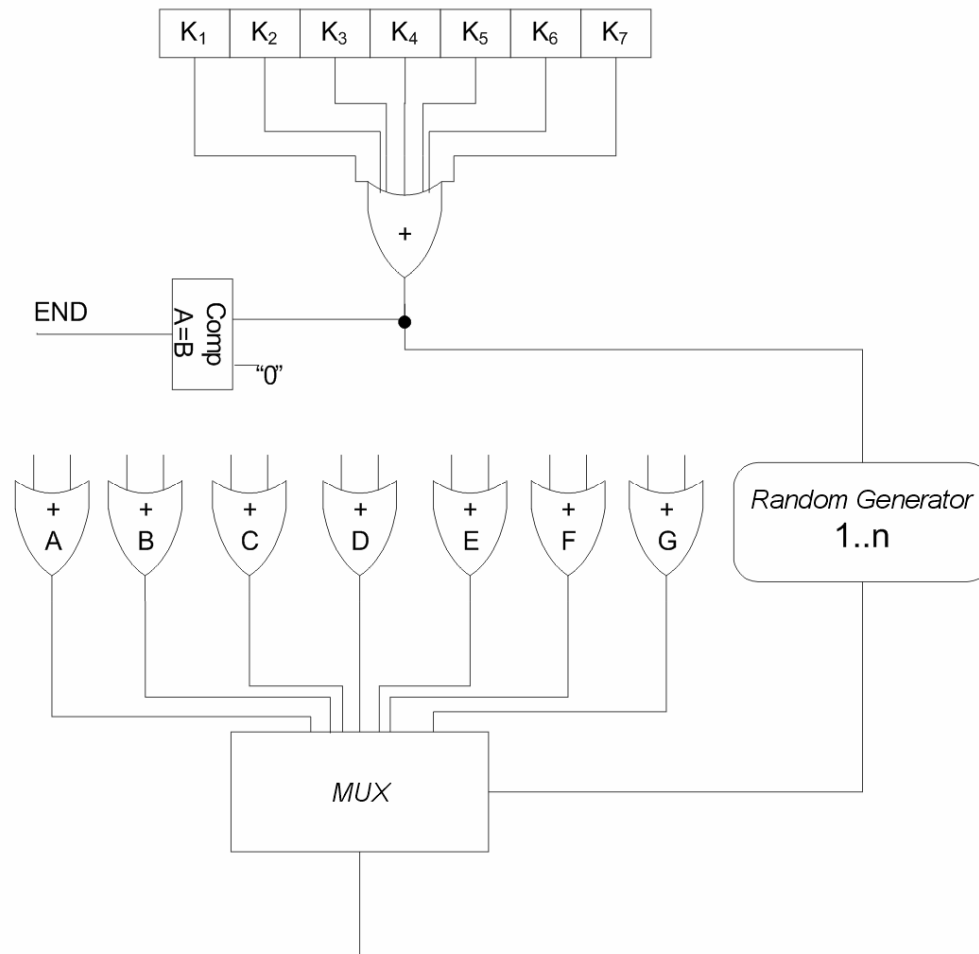 K₁ K₂ K₃ K₄ K₅ K₆ K₇
+
END
Comp
A=B
“0”
+ + + + + + +
A B C D E F G
Random Generator
1..n
MUX